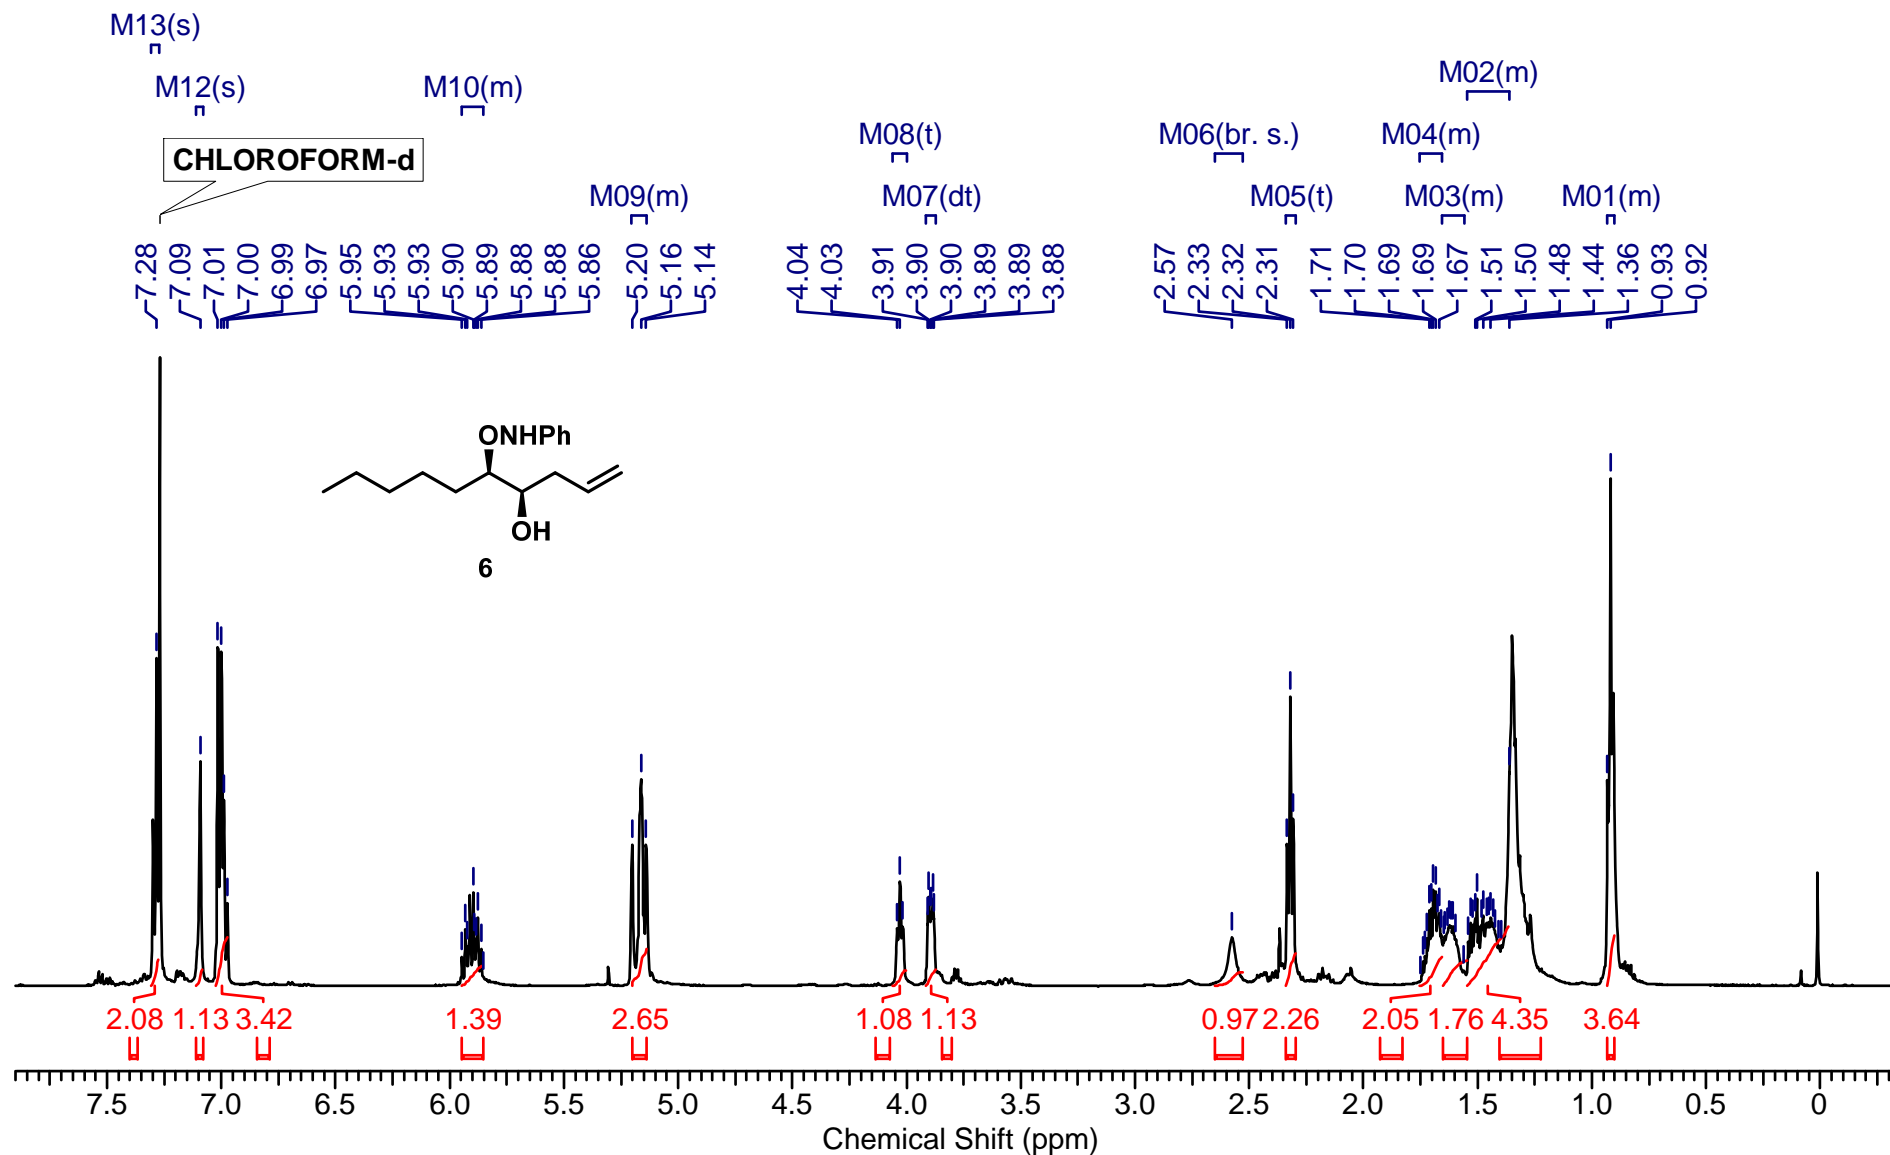 M13(s)
M12(s) M10(m) M02(m)
M08(t) M06(br. s.) M04(m)
CHLOROFORM-d
M09(m) M07(dt) M05(t) M03(m) M01(m)
7.28 7.09 7.01 7.00 6.99 6.97 5.95 5.93 5.93 5.90 5.89 5.88 5.88 5.86 5.20 5.16 5.14 4.04 4.03 3.91 3.90 3.90 3.89 3.89 3.88 2.57 2.33 2.32 2.31 1.71 1.70 1.69 1.69 1.67 1.51 1.50 1.48 1.44 1.36 0.93 0.92
ONHPh
OH
6
2.08 1.13 3.42 1.39 2.65 1.08 1.13 0.97 2.26 2.05 1.76 4.35 3.64
7.5 7.0 6.5 6.0 5.5 5.0 4.5 4.0 3.5 3.0 2.5 2.0 1.5 1.0 0.5 0
Chemical Shift (ppm)